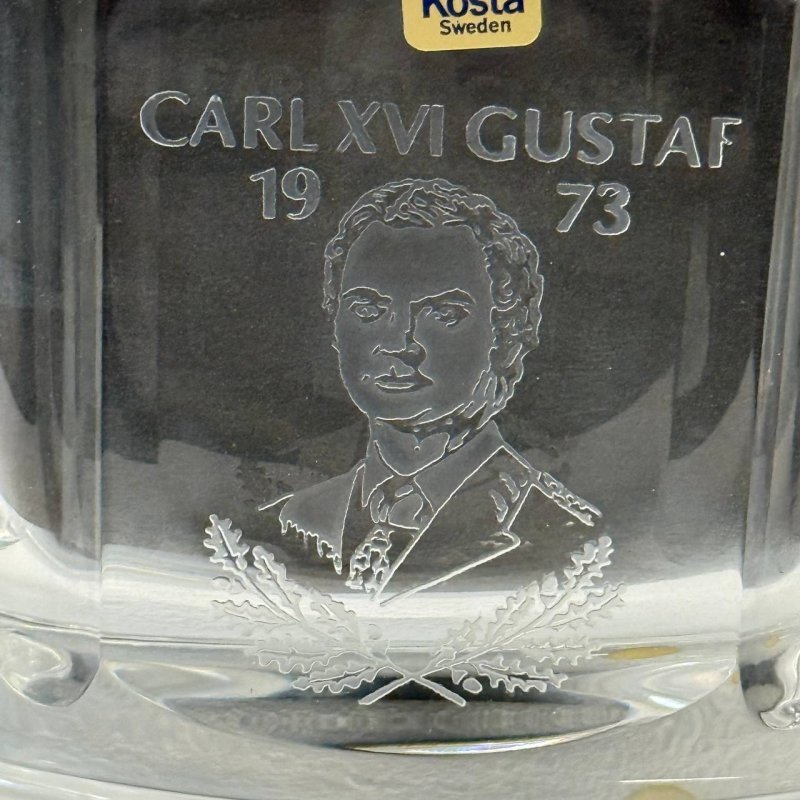 Kosta
Sweden
CARL XVI GUSTAF
19 73